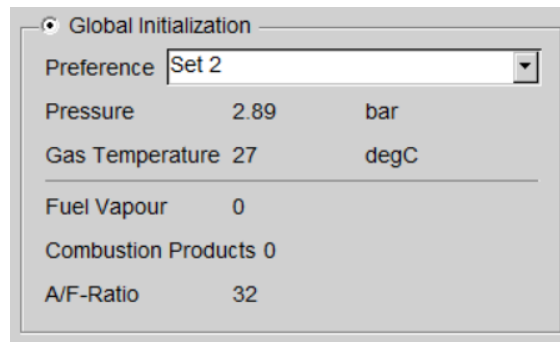 Global Initialization
Preference Set 2
Pressure 2.89 bar
Gas Temperature 27 degC
Fuel Vapour 0
Combustion Products 0
A/F-Ratio 32